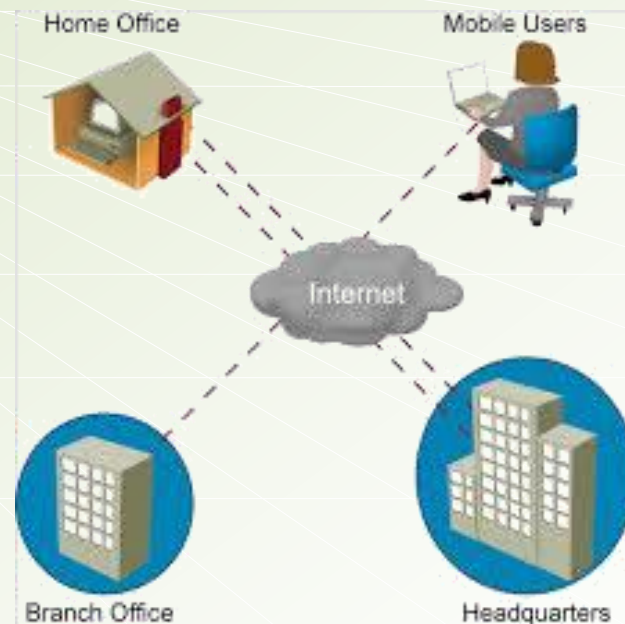 Home Office
Mobile Users
Internet
Branch Office
Headquarters